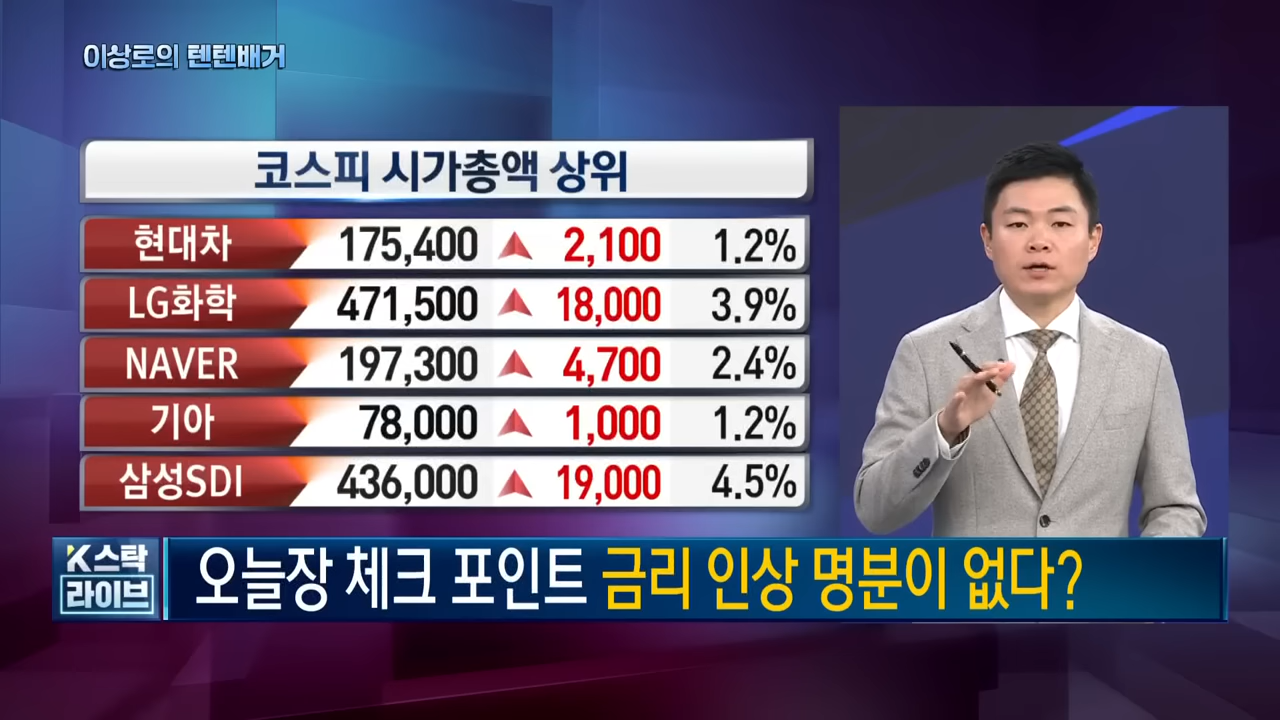 이상로의 텐텐배거
코스피 시가총액 상위
현대차 175,400 ▲ 2,100 1.2%
LG화학 471,500 ▲ 18,000 3.9%
NAVER 197,300 ▲ 4,700 2.4%
기아 78,000 ▲ 1,000 1.2%
삼성SDI 436,000 ▲ 19,000 4.5%
K스탁
라이브
오늘장 체크 포인트 금리 인상 명분이 없다?